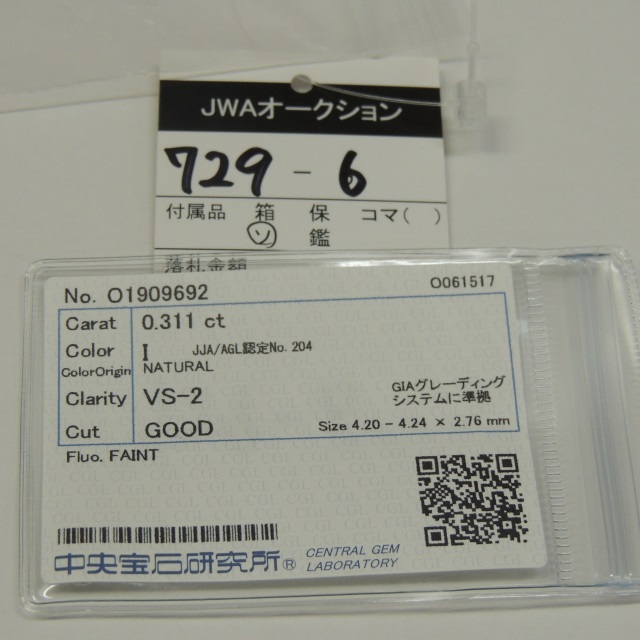 JWAオークション
729-6
付属品 箱 保 コマ( )
ソ 鑑
落札金額
No. O1909692 O061517
Carat 0.311 ct
Color I JJA/AGL認定No.204
ColorOrigin NATURAL
Clarity VS-2 GIAグレーディング
システムに準拠
Cut GOOD Size 4.20 - 4.24 × 2.76 mm
Fluo. FAINT
中央宝石研究所® CENTRAL GEM
LABORATORY